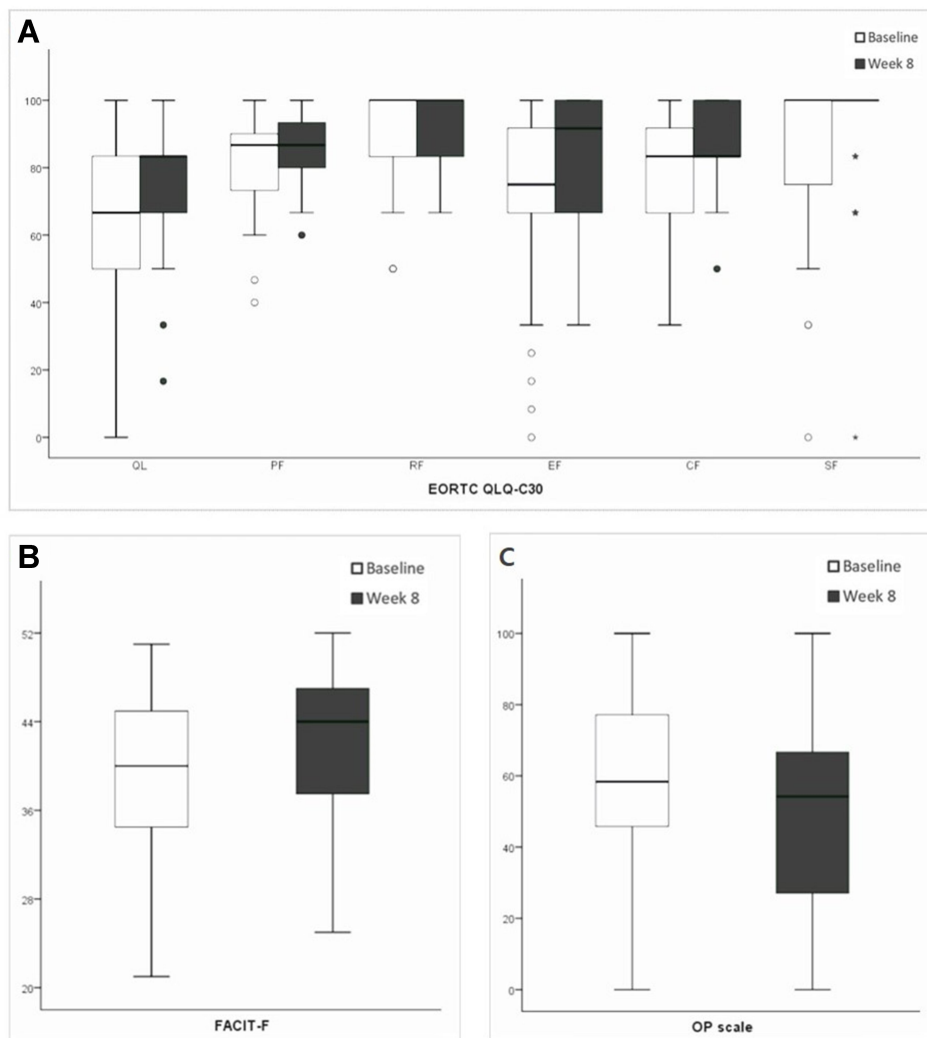 A
Baseline
Week 8
100
80
60
40
20
0
QL PF RF EF CF SF
EORTC QLQ-C30
B
Baseline
Week 8
52
44
36
28
20
FACIT-F
C
Baseline
Week 8
100
80
60
40
20
0
OP scale